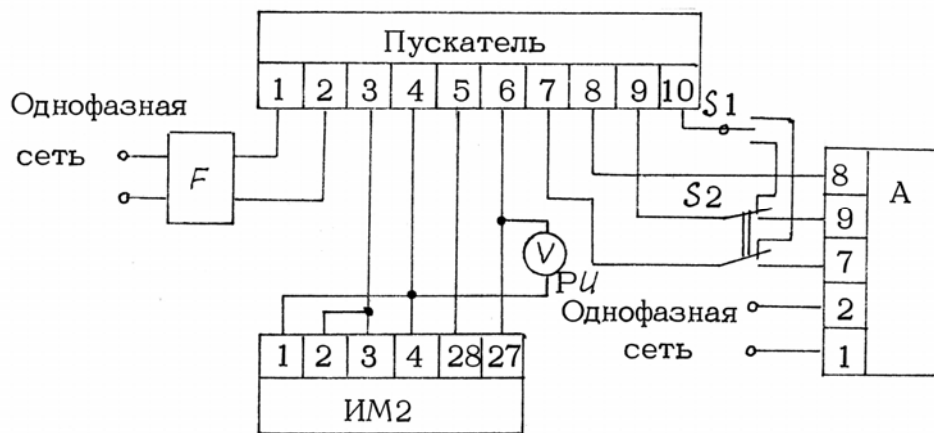 Пускатель
1 2 3 4 5 6 7 8 9 10
Однофазная
сеть
F
S1
S2
8
9
7
2
1
A
V
PU
Однофазная
сеть
1 2 3 4 28 27
ИМ2